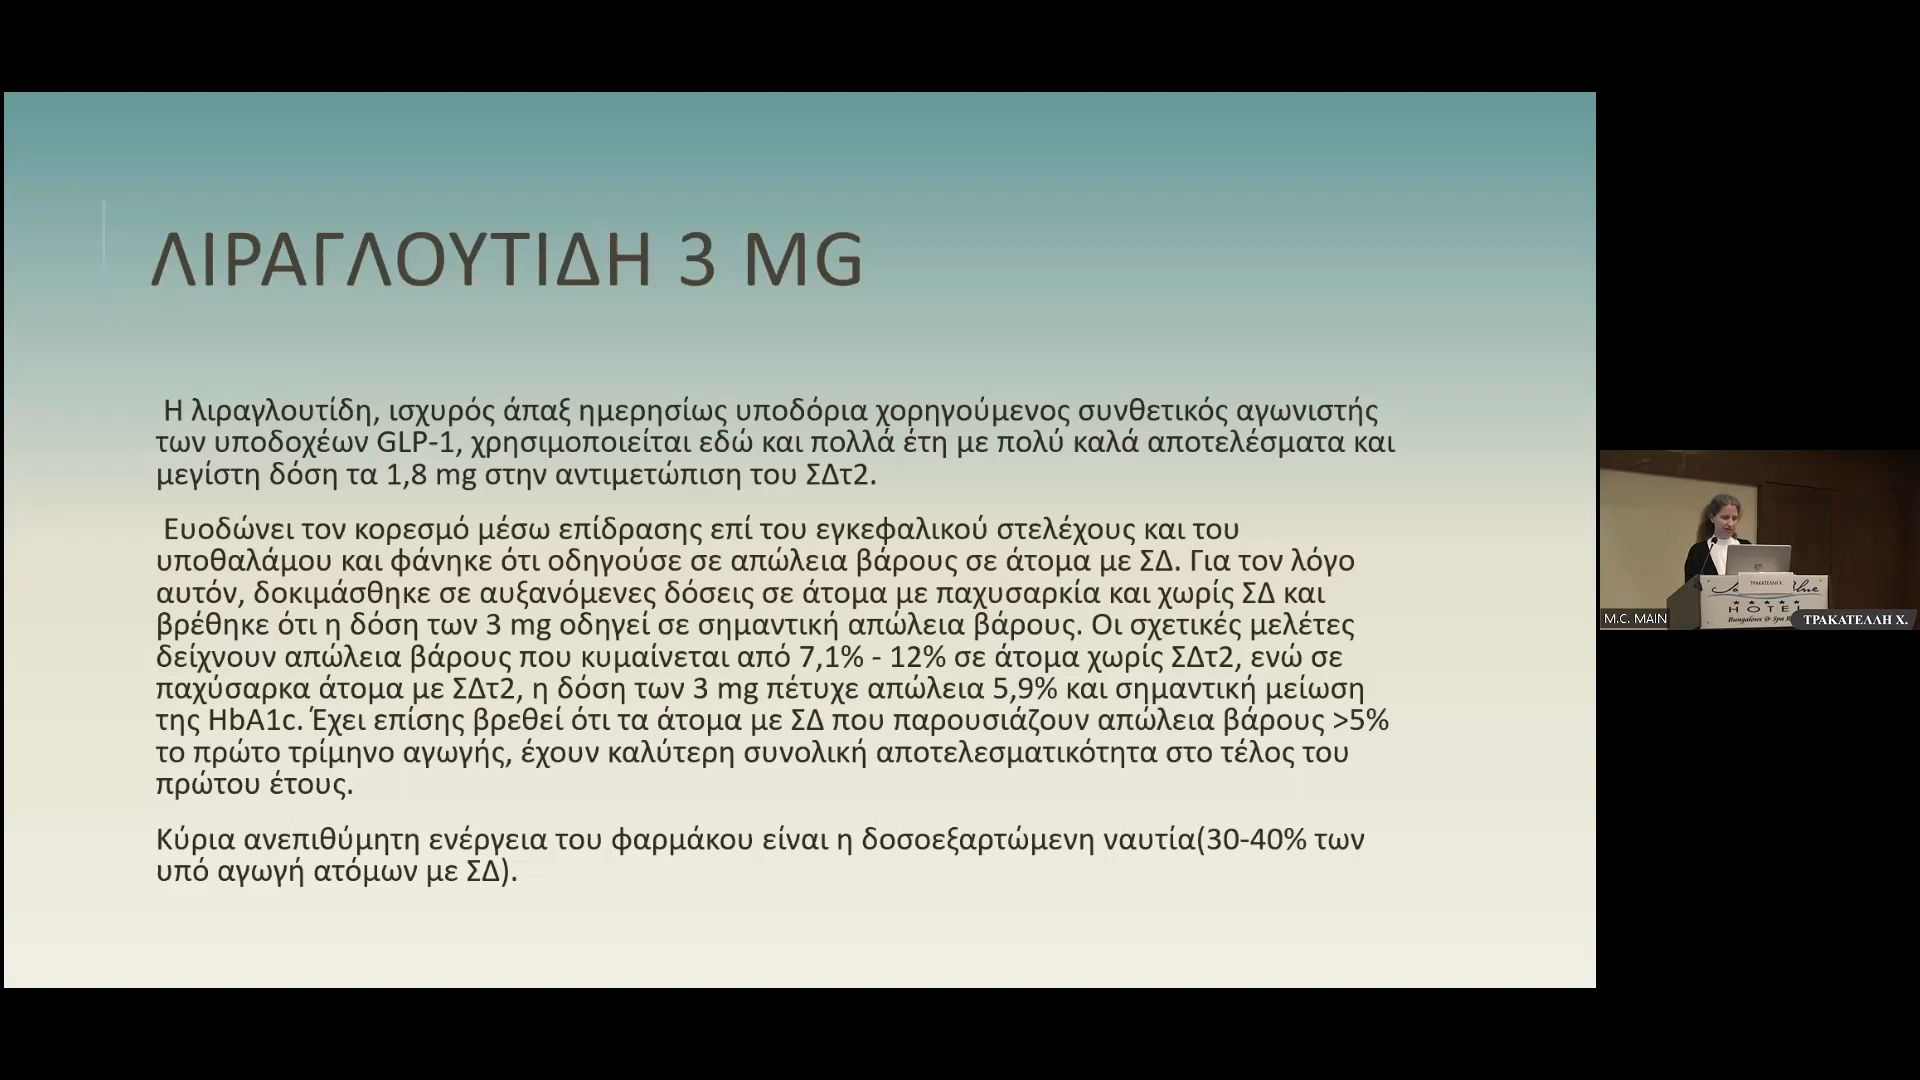 ΛΙΡΑΓΛΟΥΤΙΔΗ 3 MG
Η λιραγλουτίδη, ισχυρός άπαξ ημερησίως υποδόρια χορηγούμενος συνθετικός αγωνιστής
των υποδοχέων GLP-1, χρησιμοποιείται εδώ και πολλά έτη με πολύ καλά αποτελέσματα και
μεγίστη δόση τα 1,8 mg στην αντιμετώπιση του ΣΔτ2.
Ευοδώνει τον κορεσμό μέσω επίδρασης επί του εγκεφαλικού στελέχους και του
υποθαλάμου και φάνηκε ότι οδηγούσε σε απώλεια βάρους σε άτομα με ΣΔ. Για τον λόγο
αυτόν, δοκιμάσθηκε σε αυξανόμενες δόσεις σε άτομα με παχυσαρκία και χωρίς ΣΔ και
βρέθηκε ότι η δόση των 3 mg οδηγεί σε σημαντική απώλεια βάρους. Οι σχετικές μελέτες
δείχνουν απώλεια βάρους που κυμαίνεται από 7,1% - 12% σε άτομα χωρίς ΣΔτ2, ενώ σε
παχύσαρκα άτομα με ΣΔτ2, η δόση των 3 mg πέτυχε απώλεια 5,9% και σημαντική μείωση
της HbA1c. Έχει επίσης βρεθεί ότι τα άτομα με ΣΔ που παρουσιάζουν απώλεια βάρους >5%
το πρώτο τρίμηνο αγωγής, έχουν καλύτερη συνολική αποτελεσματικότητα στο τέλος του
πρώτου έτους.
Κύρια ανεπιθύμητη ενέργεια του φαρμάκου είναι η δοσοεξαρτώμενη ναυτία(30-40% των
υπό αγωγή ατόμων με ΣΔ).
ΤΡΑΚΑΤΕΛΛΗ Χ.
HOTEL
Bungalows & Spa
M.C. MAIN
ΤΡΑΚΑΤΕΛΛΗ Χ.